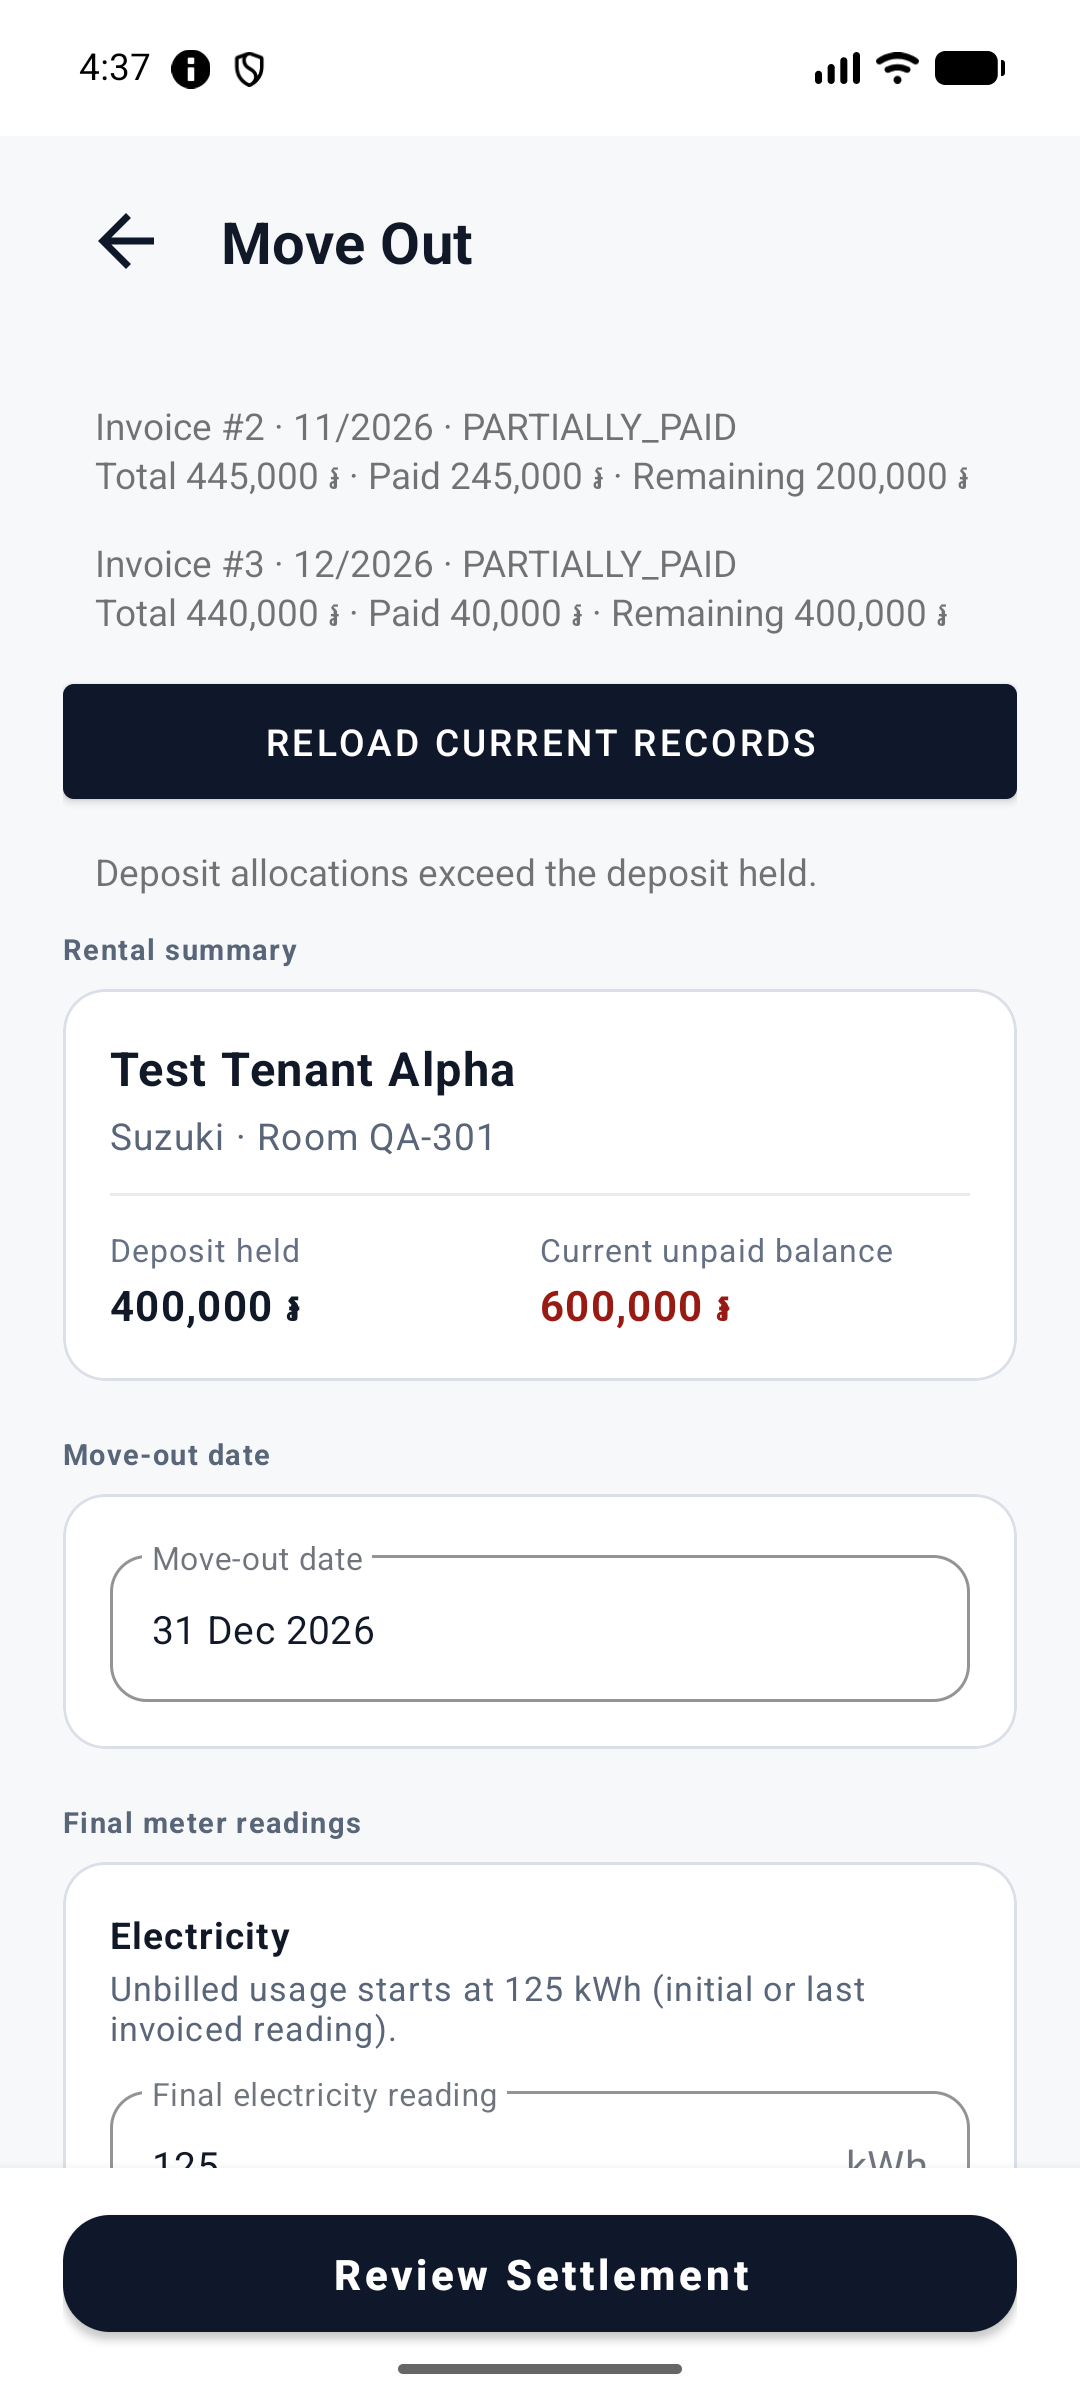 4:37
Move Out
Invoice #2 · 11/2026 · PARTIALLY_PAID
Total 445,000 ៛ · Paid 245,000 ៛ · Remaining 200,000 ៛
Invoice #3 · 12/2026 · PARTIALLY_PAID
Total 440,000 ៛ · Paid 40,000 ៛ · Remaining 400,000 ៛
RELOAD CURRENT RECORDS
Deposit allocations exceed the deposit held.
Rental summary
Test Tenant Alpha
Suzuki · Room QA-301
Deposit held
Current unpaid balance
400,000 ៛
600,000 ៛
Move-out date
Move-out date
31 Dec 2026
Final meter readings
Electricity
Unbilled usage starts at 125 kWh (initial or last
invoiced reading).
Final electricity reading
125 kWh
Review Settlement